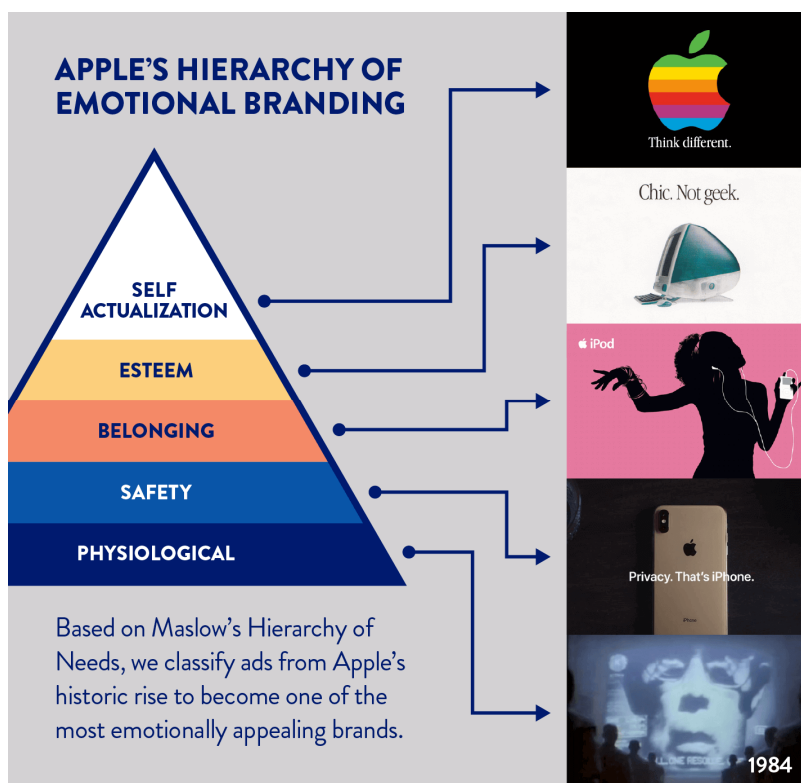 APPLE'S HIERARCHY OF
EMOTIONAL BRANDING
SELF
ACTUALIZATION
ESTEEM
BELONGING
SAFETY
PHYSIOLOGICAL
Based on Maslow's Hierarchy of
Needs, we classify ads from Apple's
historic rise to become one of the
most emotionally appealing brands.
Think different.
Chic. Not geek.
iPod
Privacy. That's iPhone.
iPhone
ONE RESOL
1984